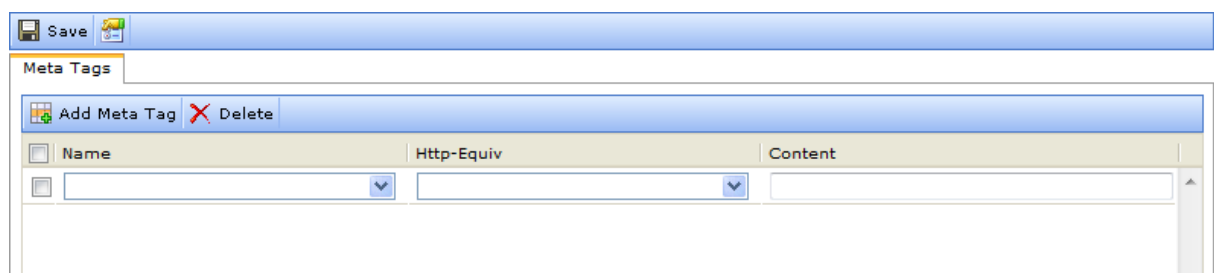 Save
Meta Tags
Add Meta Tag Delete
Name Http-Equiv Content